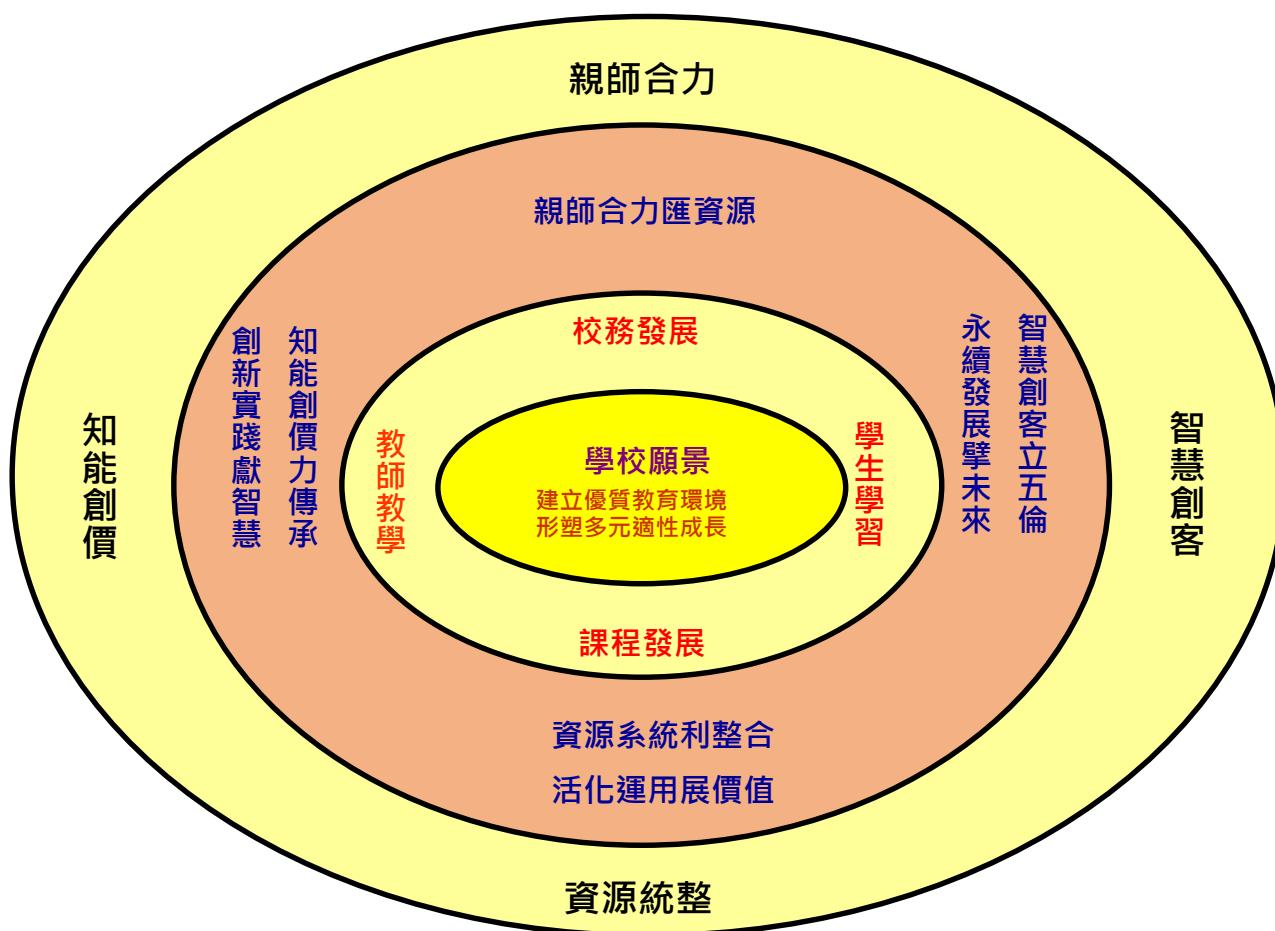 親師合力
親師合力匯資源
校務發展
知能創價
知能創價力傳承
創新實踐獻智慧
教師教學
學校願景
建立優質教育環境
形塑多元適性成長
學生學習
智慧創客立五倫
永續發展擘未來
智慧創客
課程發展
資源系統利整合
活化運用展價值
資源統整